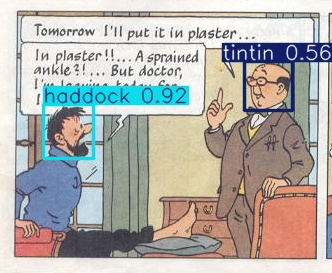 Tomorrow I'll put it in plaster...
In plaster!!... A sprained
ankle?!... But doctor,
tintin 0.56
haddock 0.92